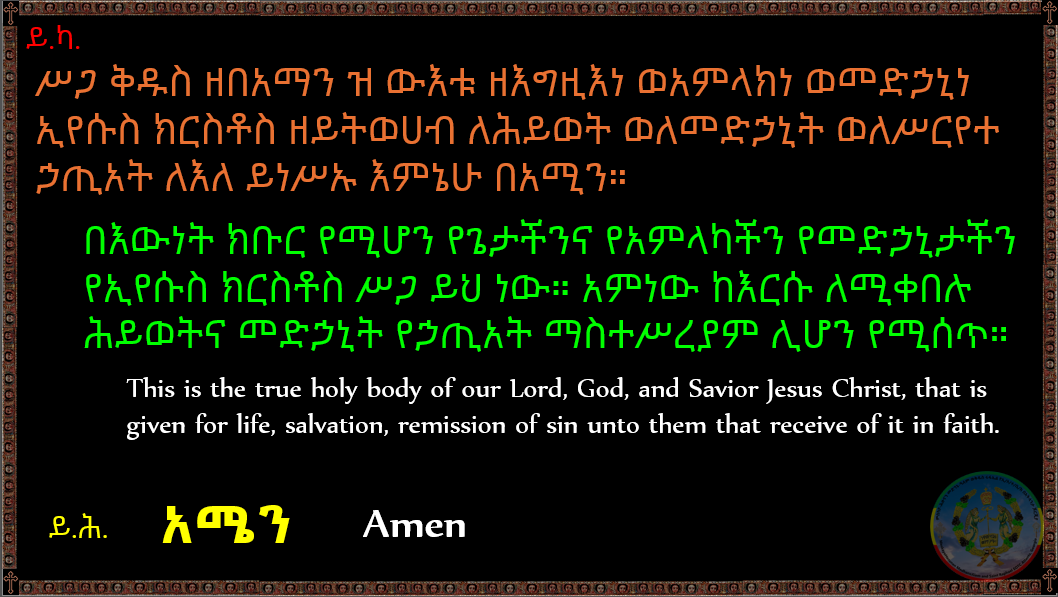 ይ.ካ.
ሥጋ ቅዱስ ዘበአማን ዝ ውእቱ ዘእግዚእነ ወአምላክነ ወመድኃኒነ
ኢየሱስ ክርስቶስ ዘይትወሀብ ለሕይወት ወለመድኃኒት ወለሥርየተ
ኃጢአት ለእለ ይነሥኡ እምኔሁ በአሚን።
በእውነት ክቡር የሚሆን የጌታችንና የአምላካችን የመድኃኒታችን
የኢየሱስ ክርስቶስ ሥጋ ይህ ነው። አምነው ከእርሱ ለሚቀበሉ
ሕይወትና መድኃኒት የኃጢአት ማስተሥረያም ሊሆን የሚሰጥ።
This is the true holy body of our Lord, God, and Savior Jesus Christ, that is
given for life, salvation, remission of sin unto them that receive of it in faith.
ይ.ሕ. አሜን Amen